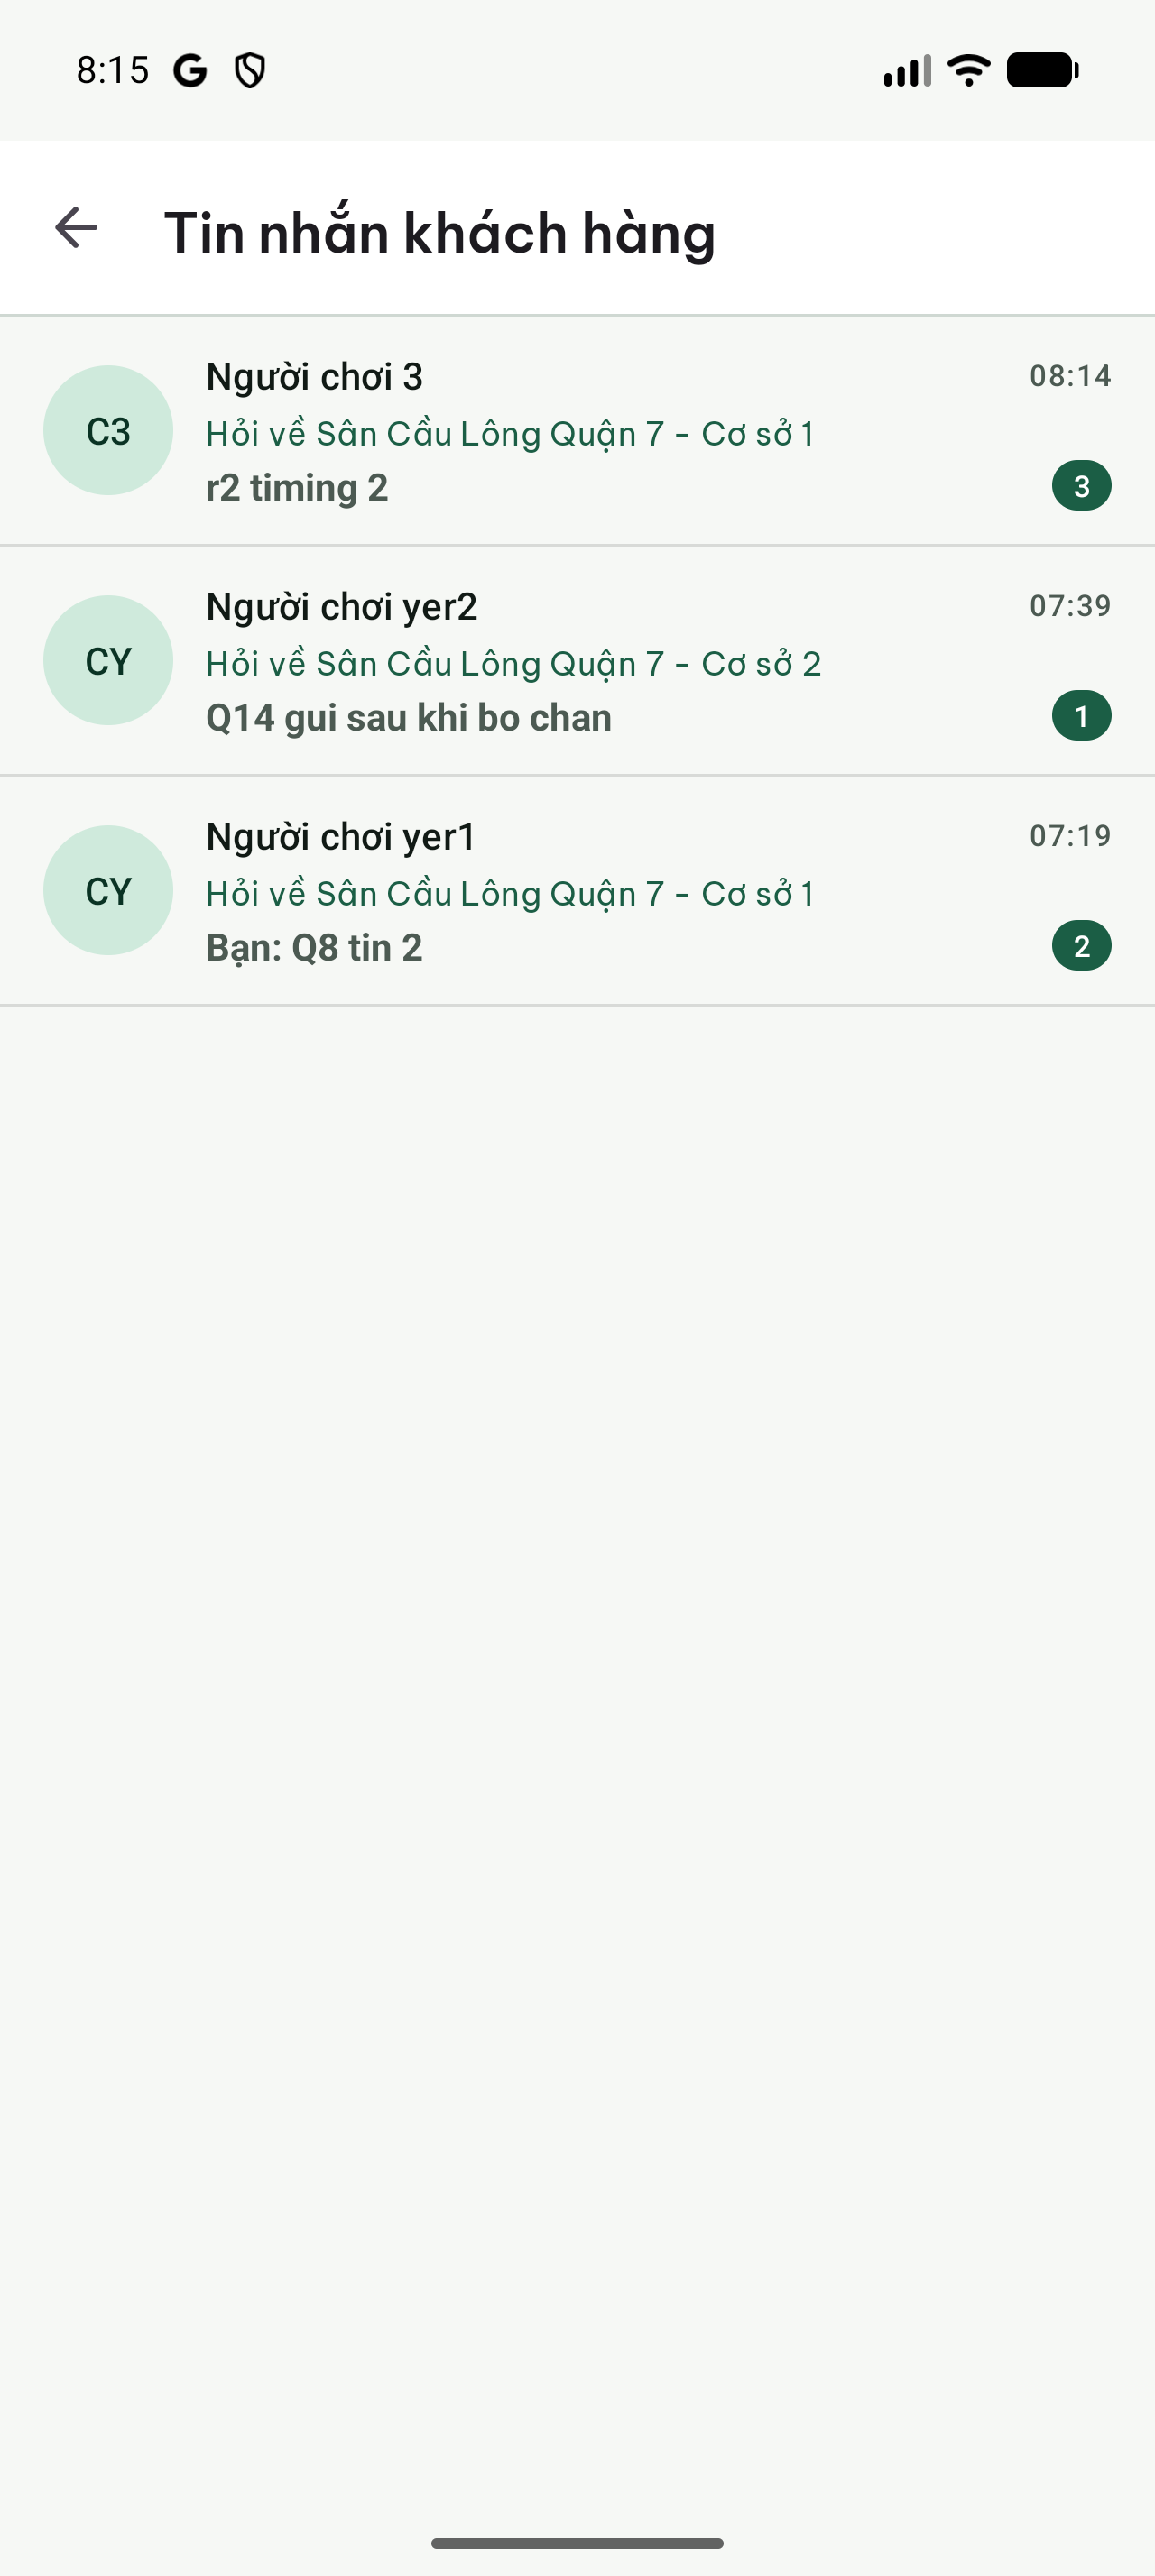 8:15
Tin nhắn khách hàng
C3
Người chơi 3
08:14
Hỏi về Sân Cầu Lông Quận 7 - Cơ sở 1
r2 timing 2
3
CY
Người chơi yer2
07:39
Hỏi về Sân Cầu Lông Quận 7 - Cơ sở 2
Q14 gui sau khi bo chan
1
CY
Người chơi yer1
07:19
Hỏi về Sân Cầu Lông Quận 7 - Cơ sở 1
Bạn: Q8 tin 2
2